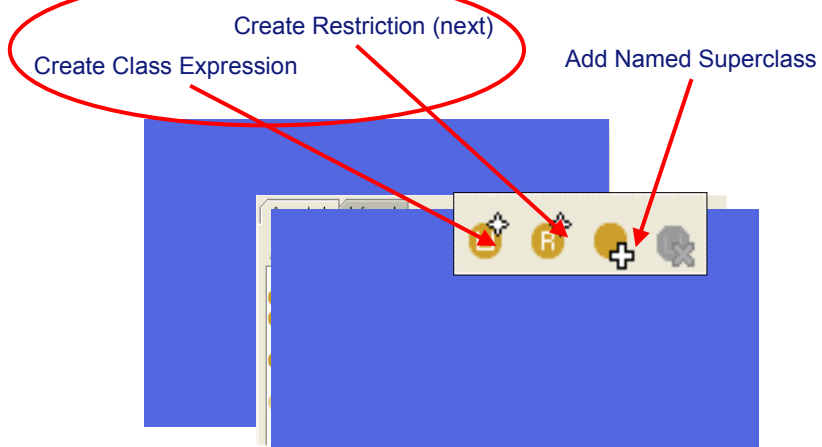 Create Restriction (next)
Create Class Expression
Add Named Superclass
R